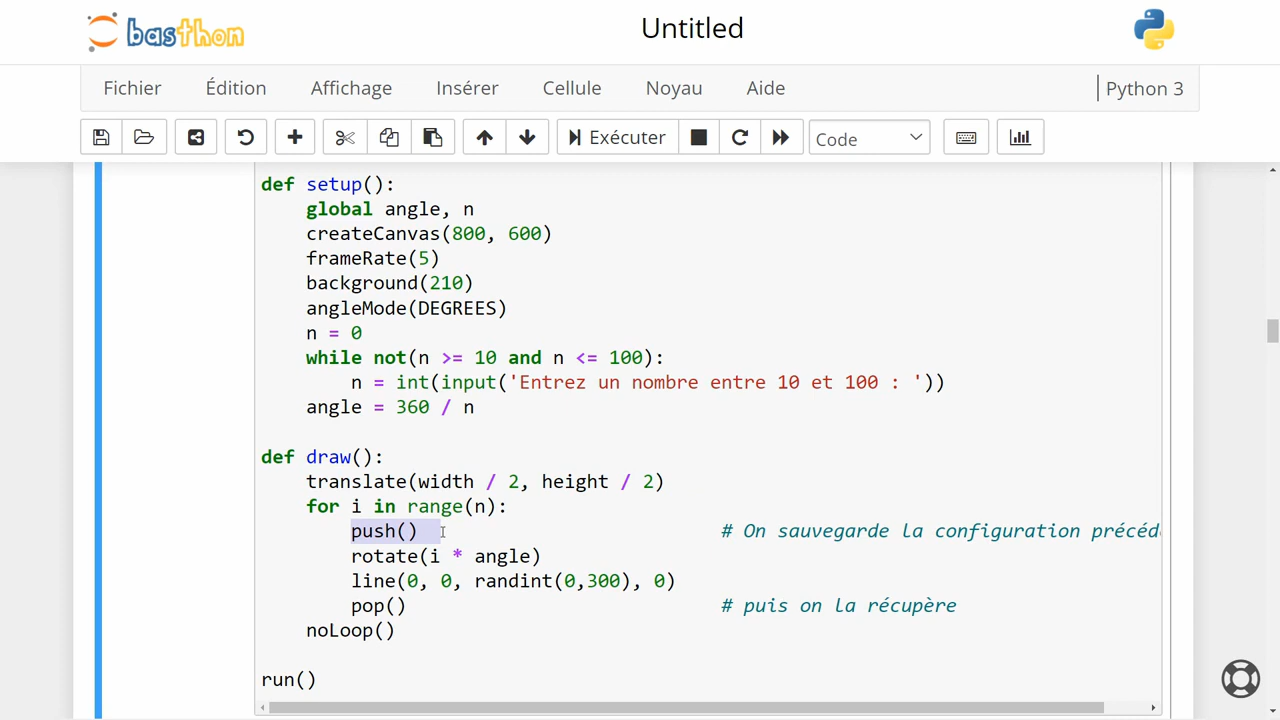 basthon
Untitled
Fichier Édition Affichage Insérer Cellule Noyau Aide Python 3
Exécuter Code
def setup():
    global angle, n
    createCanvas(800, 600)
    frameRate(5)
    background(210)
    angleMode(DEGREES)
    n = 0
    while not(n >= 10 and n <= 100):
        n = int(input('Entrez un nombre entre 10 et 100 : '))
    angle = 360 / n
def draw():
    translate(width / 2, height / 2)
    for i in range(n):
        push() # On sauvegarde la configuration précéd
        rotate(i * angle)
        line(0, 0, randint(0,300), 0)
        pop() # puis on la récupère
    noLoop()
run()